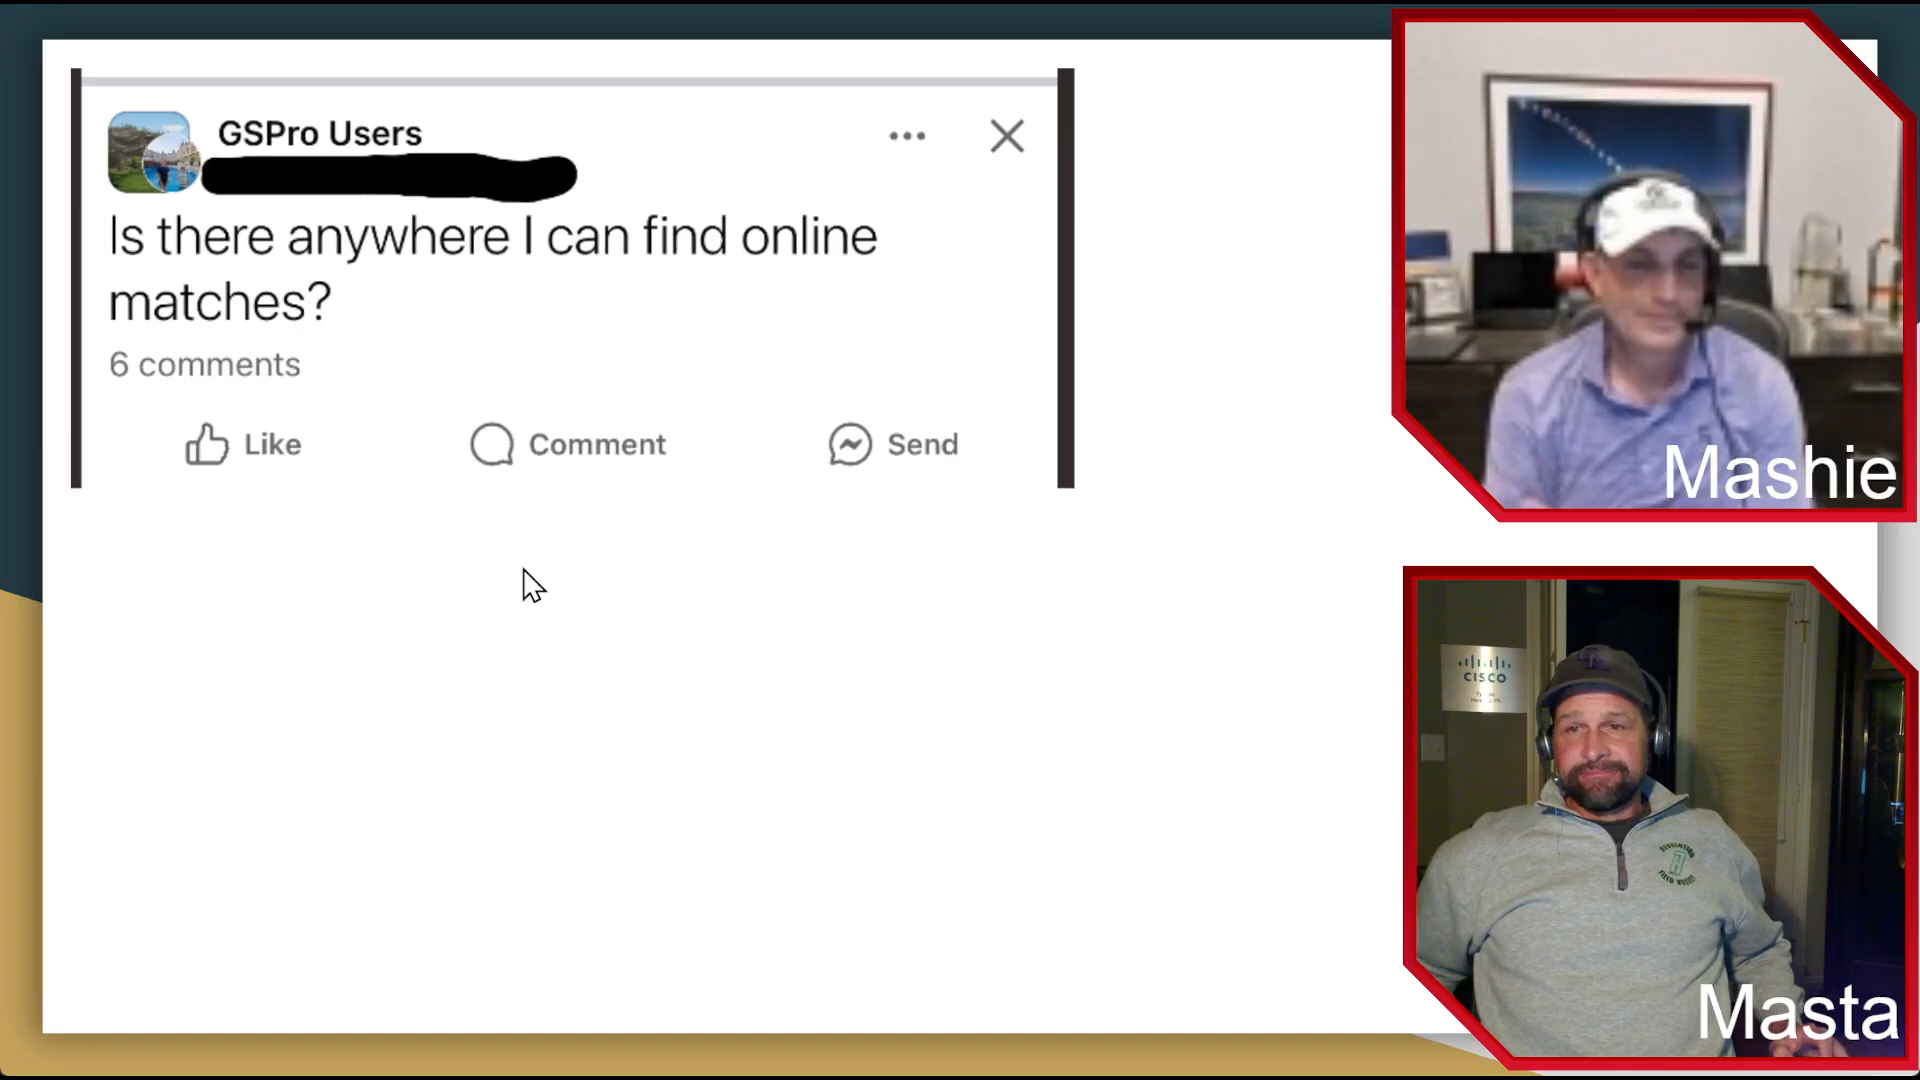 GSPro Users
Is there anywhere I can find online
matches?
6 comments
Like
Comment
Send
Mashie
CISCO
Masta